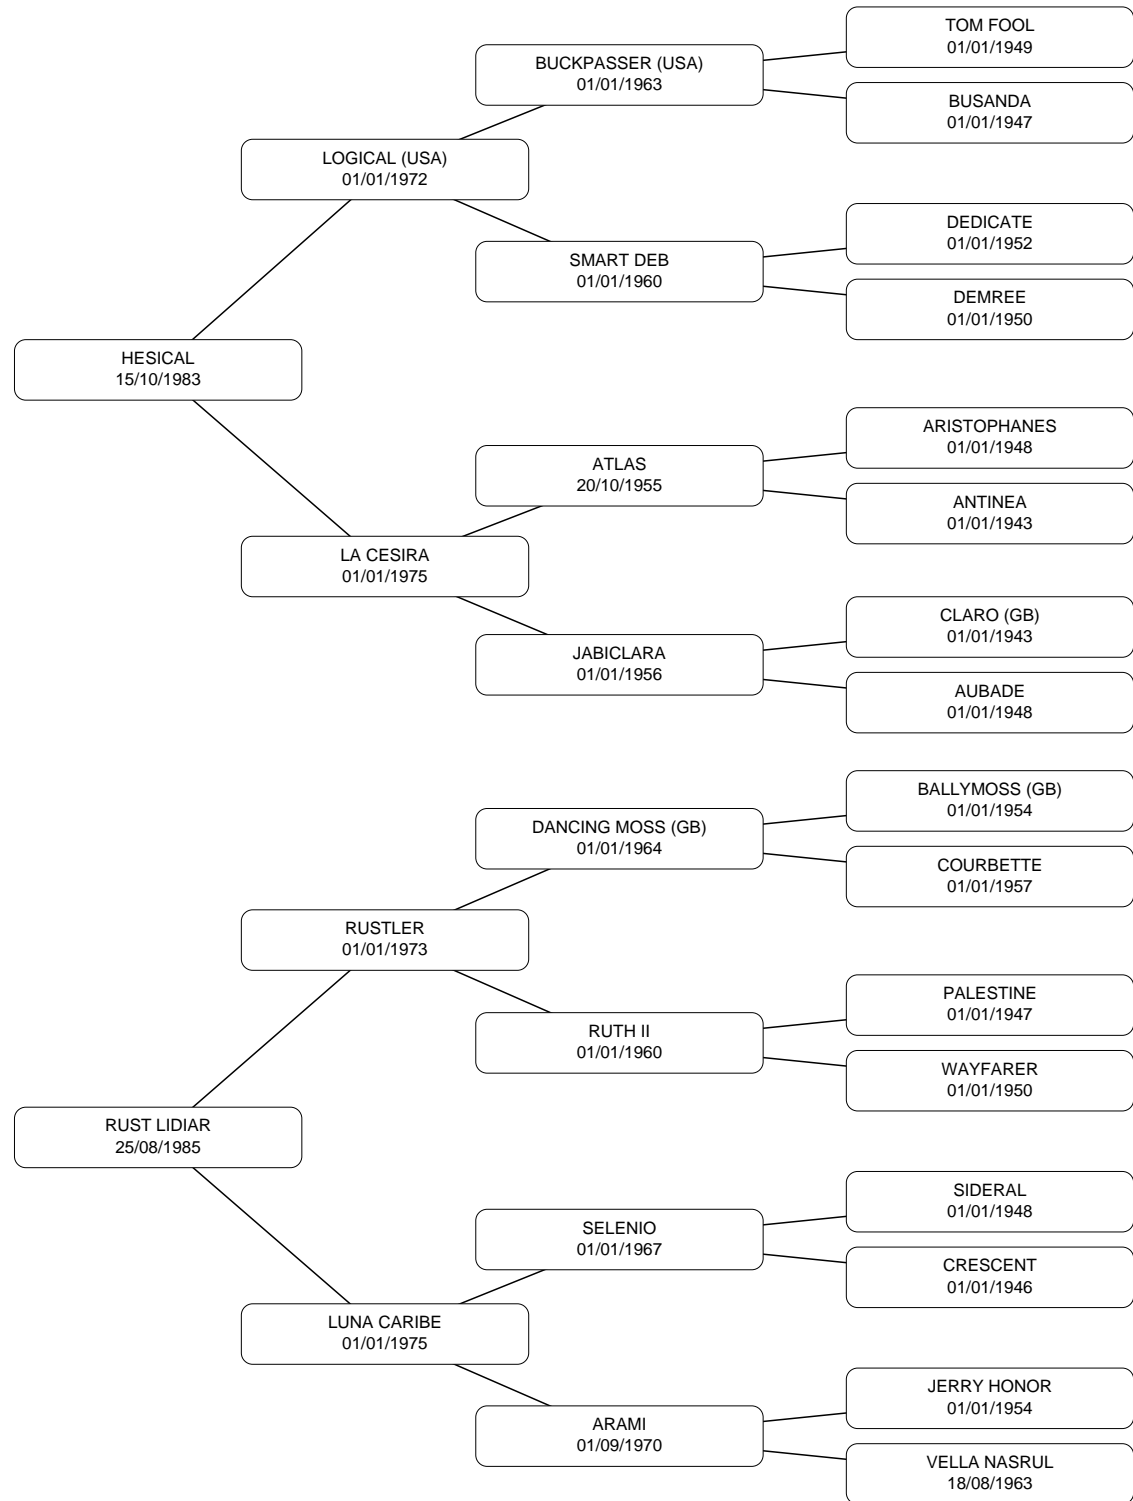 TOM FOOL
01/01/1949
BUCKPASSER (USA)
01/01/1963
BUSANDA
01/01/1947
LOGICAL (USA)
01/01/1972
DEDICATE
01/01/1952
SMART DEB
01/01/1960
DEMREE
01/01/1950
HESICAL
15/10/1983
ARISTOPHANES
01/01/1948
ATLAS
20/10/1955
ANTINEA
01/01/1943
LA CESIRA
01/01/1975
CLARO (GB)
01/01/1943
JABICLARA
01/01/1956
AUBADE
01/01/1948
BALLYMOSS (GB)
01/01/1954
DANCING MOSS (GB)
01/01/1964
COURBETTE
01/01/1957
RUSTLER
01/01/1973
PALESTINE
01/01/1947
RUTH II
01/01/1960
WAYFARER
01/01/1950
RUST LIDIAR
25/08/1985
SIDERAL
01/01/1948
SELENIO
01/01/1967
CRESCENT
01/01/1946
LUNA CARIBE
01/01/1975
JERRY HONOR
01/01/1954
ARAMI
01/09/1970
VELLA NASRUL
18/08/1963